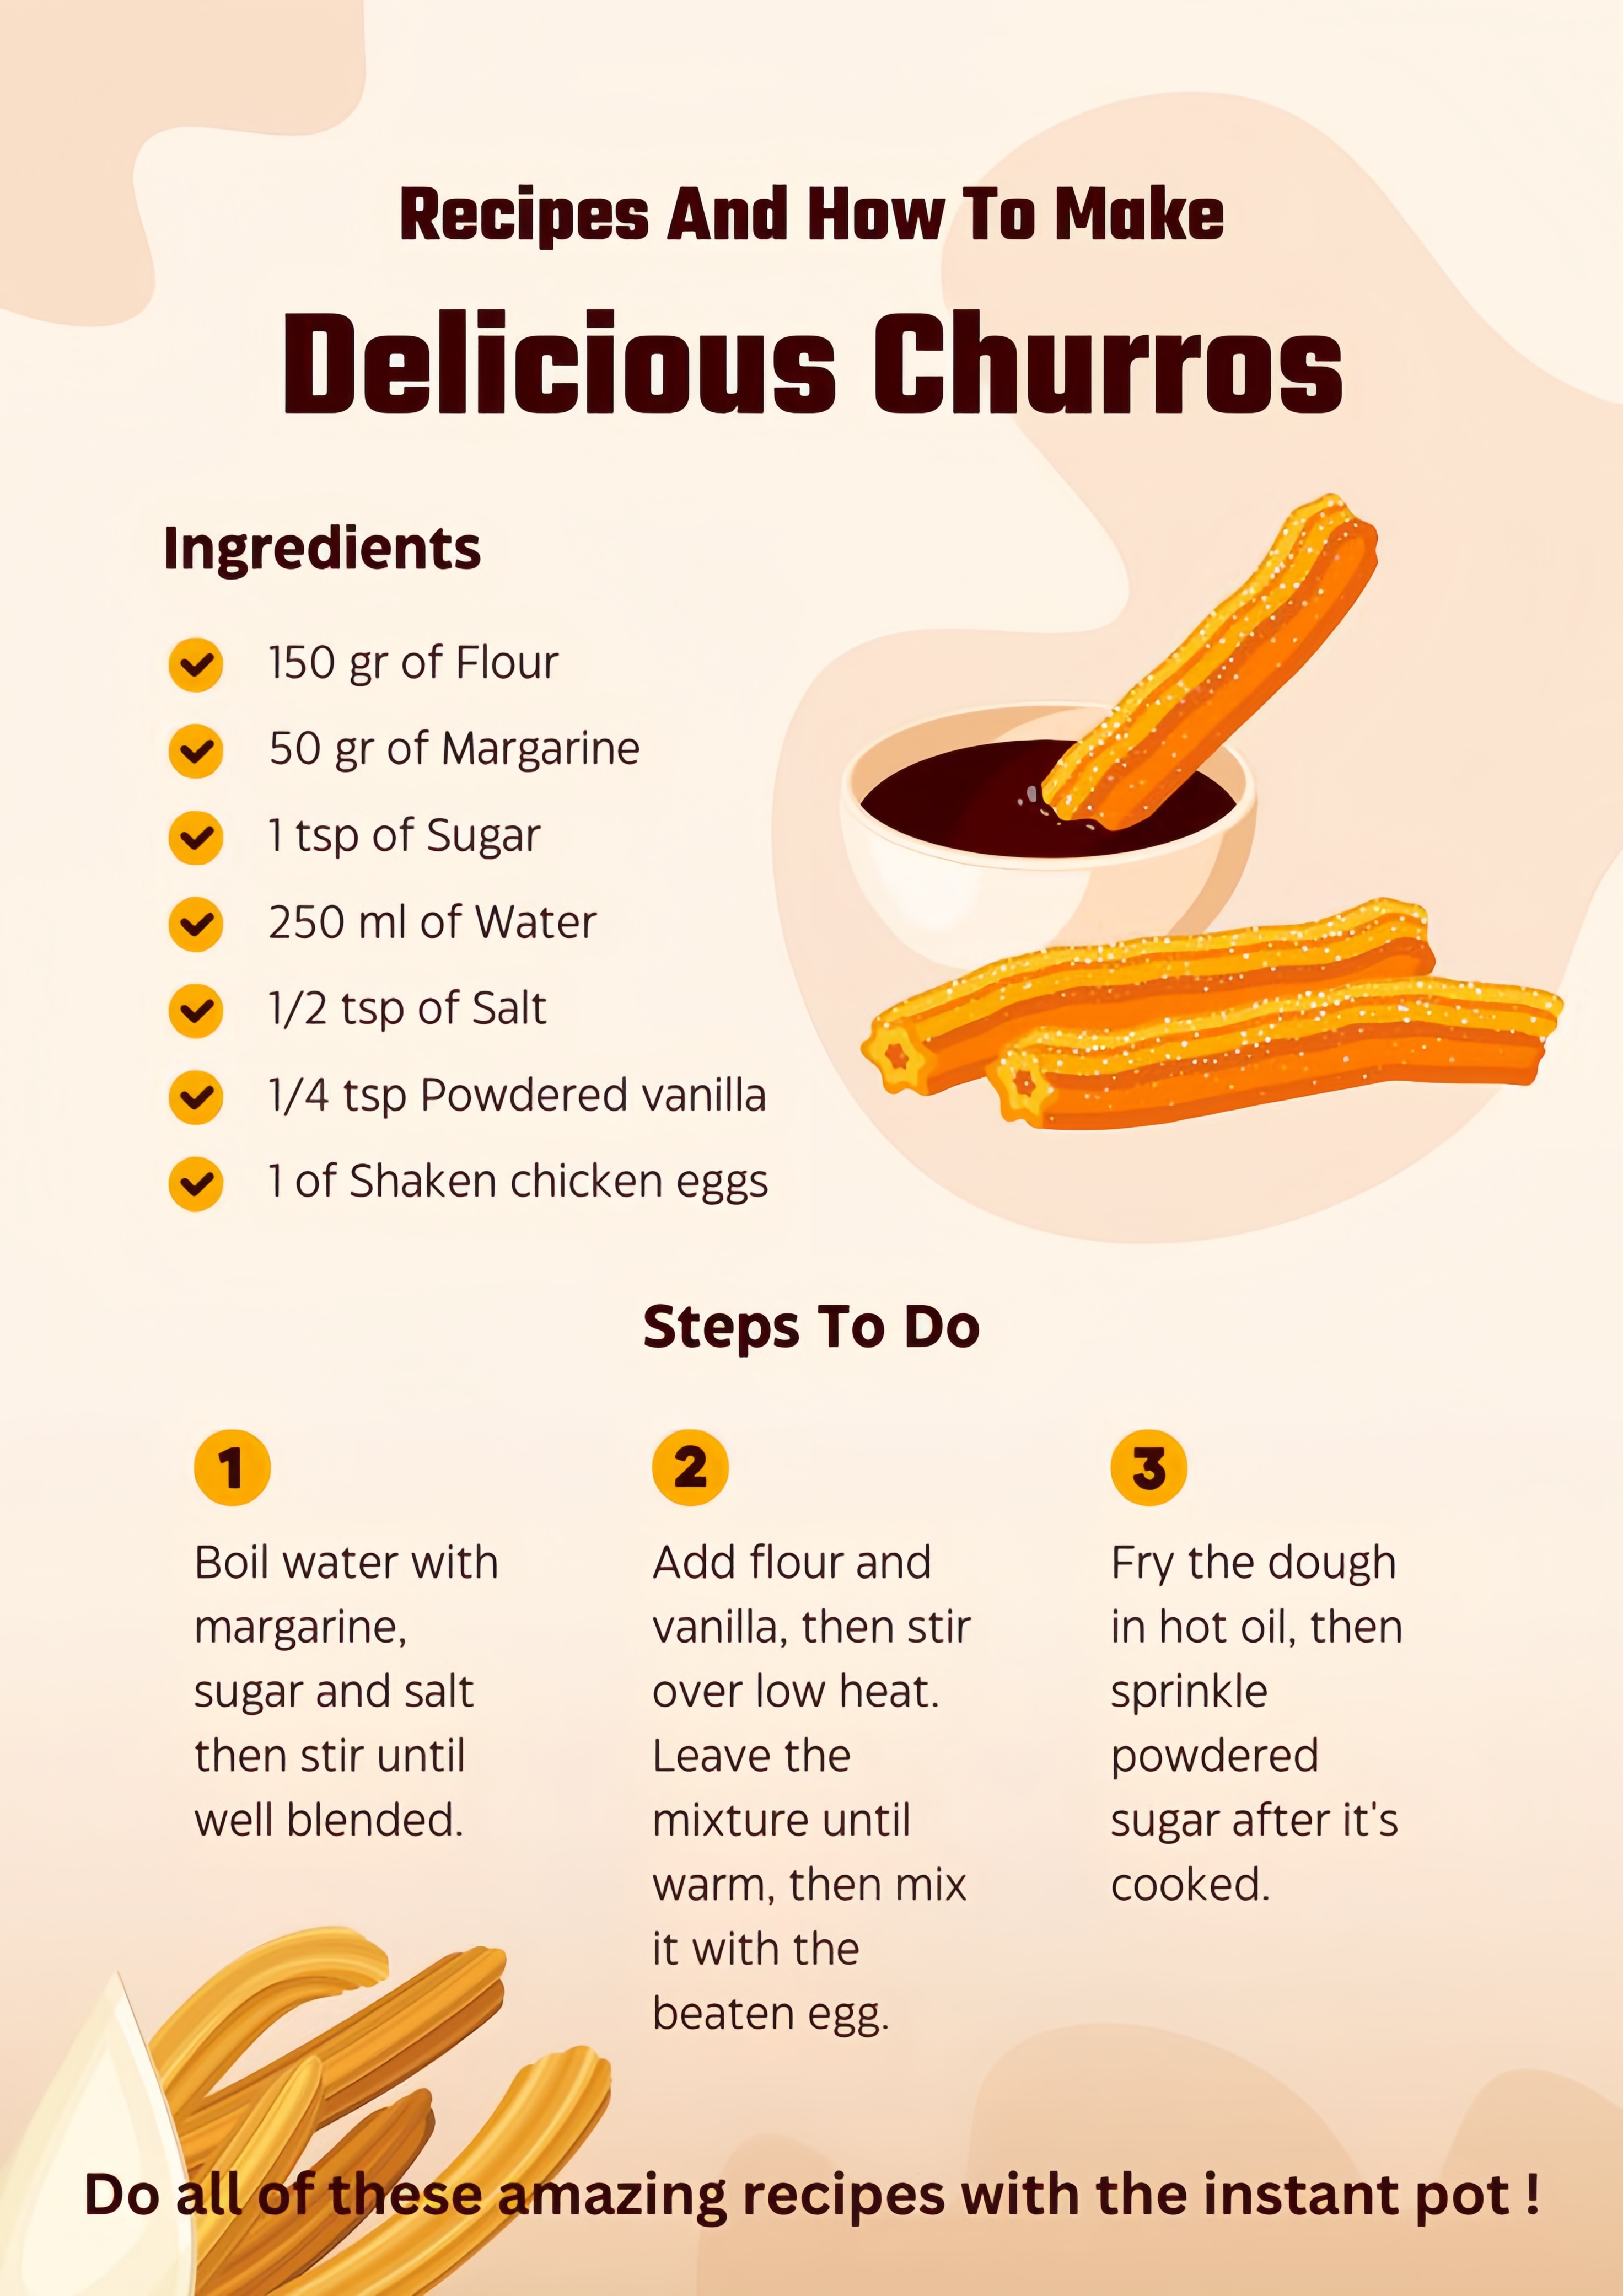 Recipes And How To Make
Delicious Churros
Ingredients
150 gr of Flour
50 gr of Margarine
1 tsp of Sugar
250 ml of Water
1/2 tsp of Salt
1/4 tsp Powdered vanilla
1 of Shaken chicken eggs
Steps To Do
1
Boil water with
margarine,
sugar and salt
then stir until
well blended.
2
Add flour and
vanilla, then stir
over low heat.
Leave the
mixture until
warm, then mix
it with the
beaten egg.
3
Fry the dough
in hot oil, then
sprinkle
powdered
sugar after it's
cooked.
Do all of these amazing recipes with the instant pot !